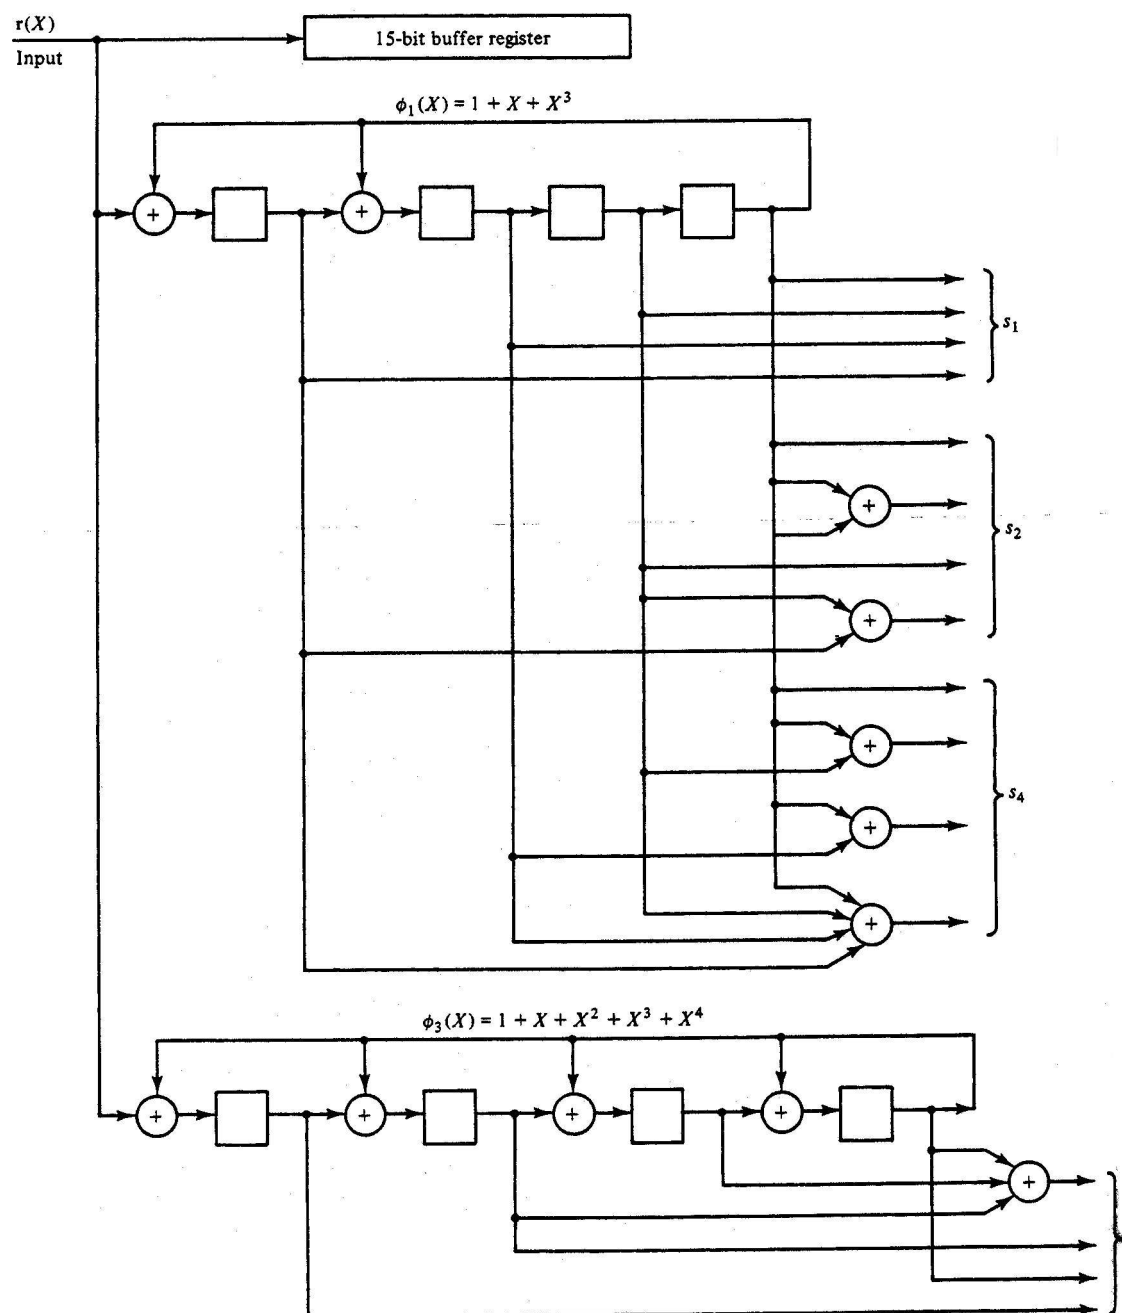 r(X)
Input
15-bit buffer register
ϕ₁(X) = 1 + X + X³
+
+
s₁
+
s₂
+
+
s₄
+
+
ϕ₃(X) = 1 + X + X² + X³ + X⁴
+
+
+
+
+